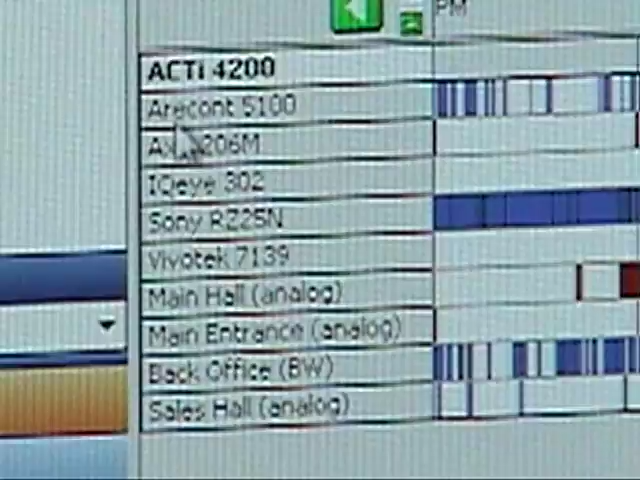 PM
ACTi 4200
Arecont 5100
206M
IQeye 302
Sony RZ25N
Vivotek 7139
Main Hall (analog)
Main Entrance (analog)
Back Office (BW)
Sales Hall (analog)